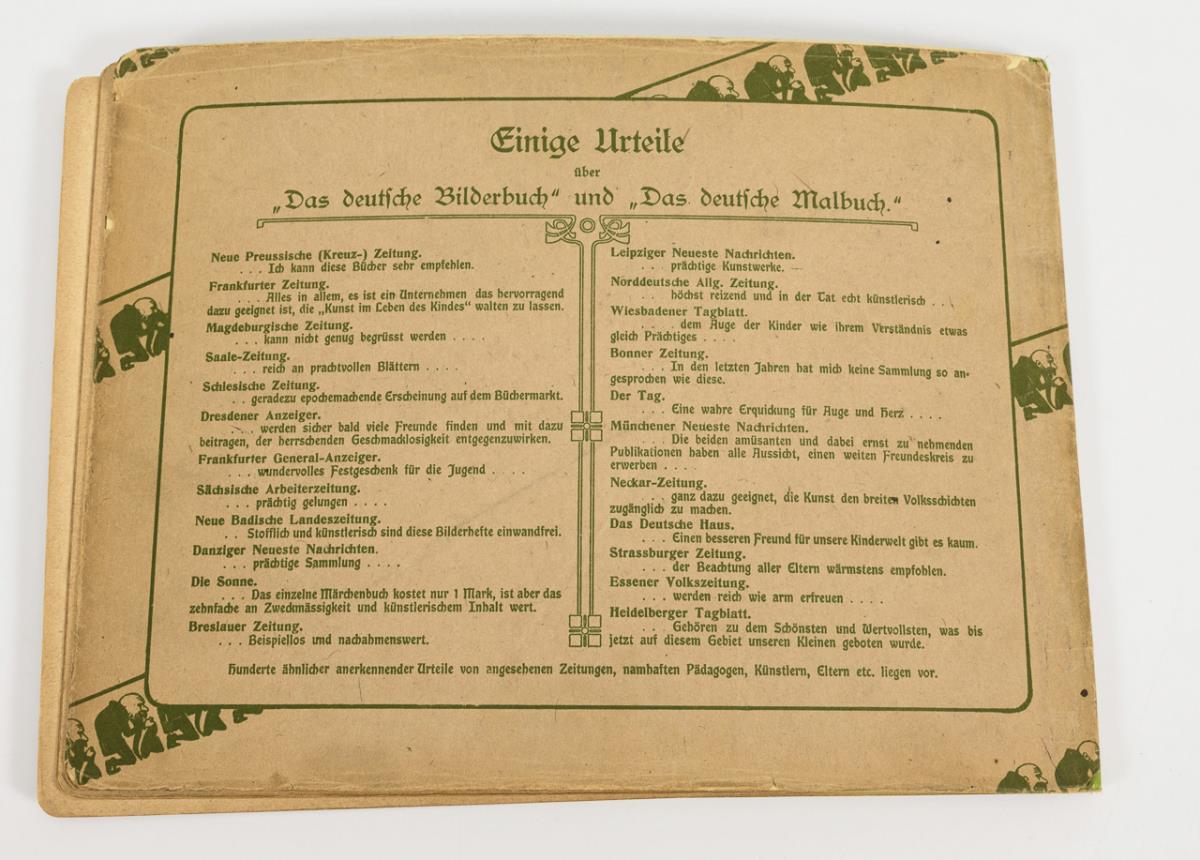 Einige Urteile
über
„Das deutsche Bilderbuch“ und „Das deutsche Malbuch.“
Neue Preussische (Kreuz-) Zeitung.
. . . . Ich kann diese Bücher sehr empfehlen.
Frankfurter Zeitung.
. . . Alles in allem, es ist ein Unternehmen das hervorragend
dazu geeignet ist, die „Kunst im Leben des Kindes“ walten zu lassen.
Magdeburgische Zeitung.
. . . kann nicht genug begrüsst werden . . . .
Saale-Zeitung.
. . . reich an prachtvollen Blättern . . . .
Schlesische Zeitung.
. . geradezu epochemachende Erscheinung auf dem Büchermarkt.
Dresdener Anzeiger.
. . . werden sicher bald viele Freunde finden und mit dazu
beitragen, der herrschenden Geschmacklosigkeit entgegenzuwirken.
Frankfurter General-Anzeiger.
. . . wundervolles Festgeschenk für die Jugend . . . .
Sächsische Arbeiterzeitung.
. . . prächtig gelungen . . . .
Neue Badische Landeszeitung.
. . Stofflich und künstlerisch sind diese Bilderhefte einwandfrei.
Danziger Neueste Nachrichten.
. . . prächtige Sammlung . . . .
Die Sonne.
. . . Das einzelne Märchenbuch kostet nur 1 Mark, ist aber das
zehnfache an Zweckmässigkeit und künstlerischem Inhalt wert.
Breslauer Zeitung.
. . . Beispiellos und nachahmenswert.
Leipziger Neueste Nachrichten.
. . . prächtige Kunstwerke.
Norddeutsche Allg. Zeitung.
. . . höchst reizend und in der Tat echt künstlerisch . . .
Wiesbadener Tagblatt.
. . . dem Auge der Kinder wie ihrem Verständnis etwas
gleich Prächtiges . . . .
Bonner Zeitung.
. . . In den letzten Jahren hat mich keine Sammlung so an-
gesprochen wie diese.
Der Tag.
. . . Eine wahre Erquickung für Auge und Herz . . . .
Münchener Neueste Nachrichten.
. . . Die beiden amüsanten und dabei ernst zu nehmenden
Publikationen haben alle Aussicht, einen weiten Freundeskreis zu
erwerben . . . .
Neckar-Zeitung.
. . . ganz dazu geeignet, die Kunst den breiten Volksschichten
zugänglich zu machen.
Das Deutsche Haus.
. . . Einen besseren Freund für unsere Kinderwelt gibt es kaum.
Strassburger Zeitung.
. . . der Beachtung aller Eltern wärmstens empfohlen.
Essener Volkszeitung.
. . . werden reich wie arm erfreuen . . . .
Heidelberger Tagblatt.
. . . Gehören zu dem Schönsten und Wertvollsten, was bis
jetzt auf diesem Gebiet unseren Kleinen geboten wurde.
Hunderte ähnlicher anerkennender Urteile von angesehenen Zeitungen, namhaften Pädagogen, Künstlern, Eltern etc. liegen vor.